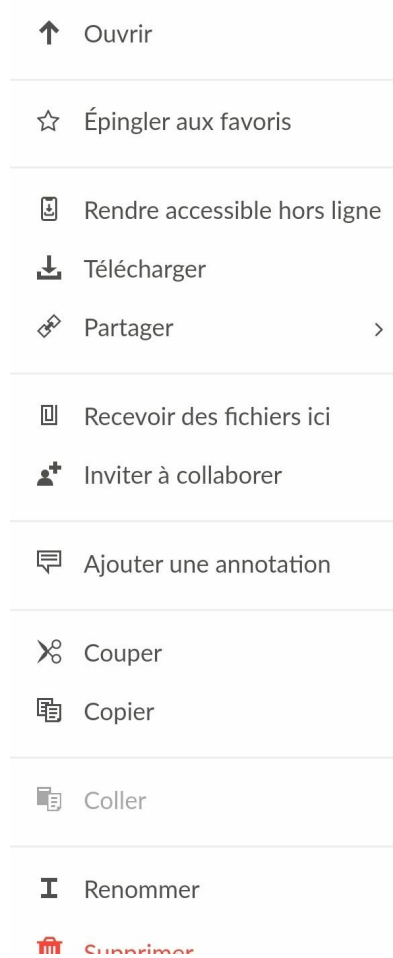 Ouvrir
Épingler aux favoris
Rendre accessible hors ligne
Télécharger
Partager
Recevoir des fichiers ici
Inviter à collaborer
Ajouter une annotation
Couper
Copier
Coller
Renommer
Supprimer